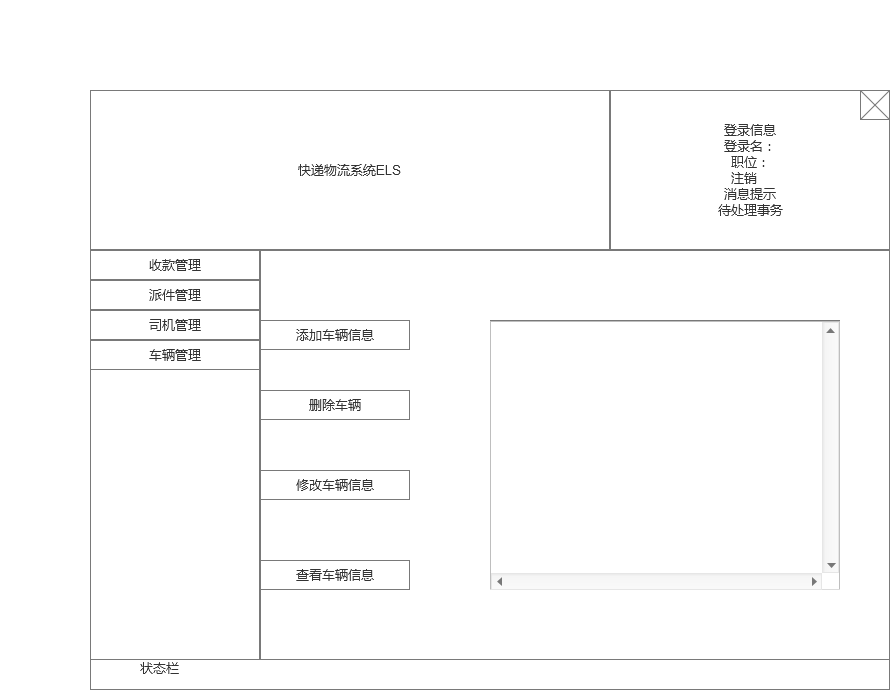 快递物流系统ELS
登录信息
登录名：
职位：
注销
消息提示
待处理事务
收款管理
派件管理
司机管理
车辆管理
添加车辆信息
删除车辆
修改车辆信息
查看车辆信息
状态栏